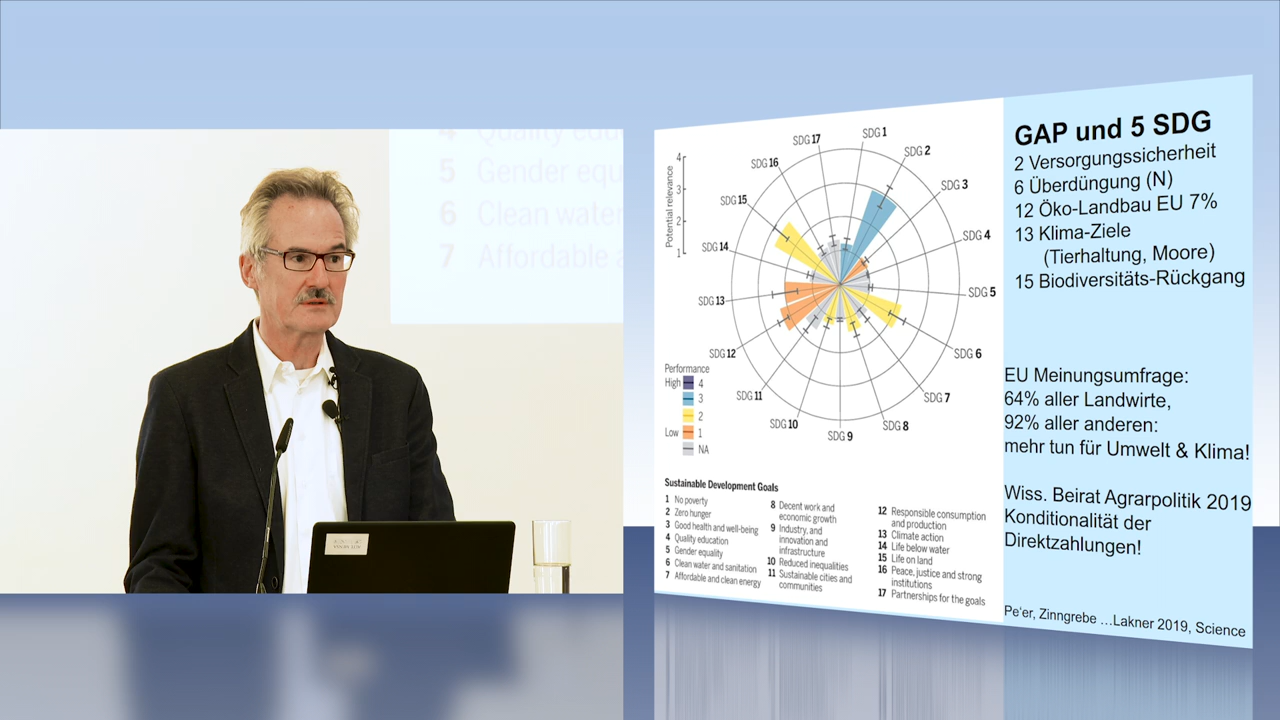 4 Quality edu
5 Gender equ
6 Clean water
7 Affordable a
SDG 17
SDG 1
SDG 16
SDG 2
SDG 15
SDG 3
SDG 14
SDG 4
SDG 13
SDG 5
SDG 12
SDG 6
SDG 11
SDG 7
SDG 10
SDG 8
SDG 9
Potential relevance
4
3
2
1
Performance
High 4
3
2
Low 1
NA
Sustainable Development Goals
1 No poverty
2 Zero hunger
3 Good health and well-being
4 Quality education
5 Gender equality
6 Clean water and sanitation
7 Affordable and clean energy
8 Decent work and
economic growth
9 Industry, and
innovation and
infrastructure
10 Reduced inequalities
11 Sustainable cities and
communities
12 Responsible consumption
and production
13 Climate action
14 Life below water
15 Life on land
16 Peace, justice and strong
institutions
17 Partnerships for the goals
GAP und 5 SDG
2 Versorgungssicherheit
6 Überdüngung (N)
12 Öko-Landbau EU 7%
13 Klima-Ziele
(Tierhaltung, Moore)
15 Biodiversitäts-Rückgang
EU Meinungsumfrage:
64% aller Landwirte,
92% aller anderen:
mehr tun für Umwelt & Klima!
Wiss. Beirat Agrarpolitik 2019
Konditionalität der
Direktzahlungen!
Pe'er, Zinngrebe ...Lakner 2019, Science